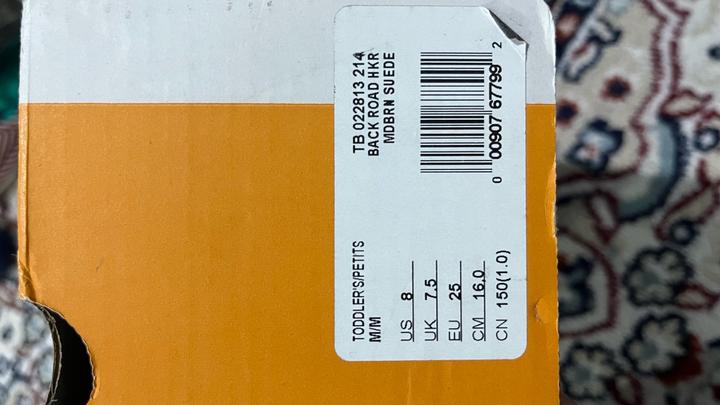 TB 022813 214
BACK ROAD HKR
MDBRN SUEDE
0 00907 67799 2
TODDLER'S/PETITS
M/M
US 8
UK 7.5
EU 25
CM 16.0
CN 150(1.0)